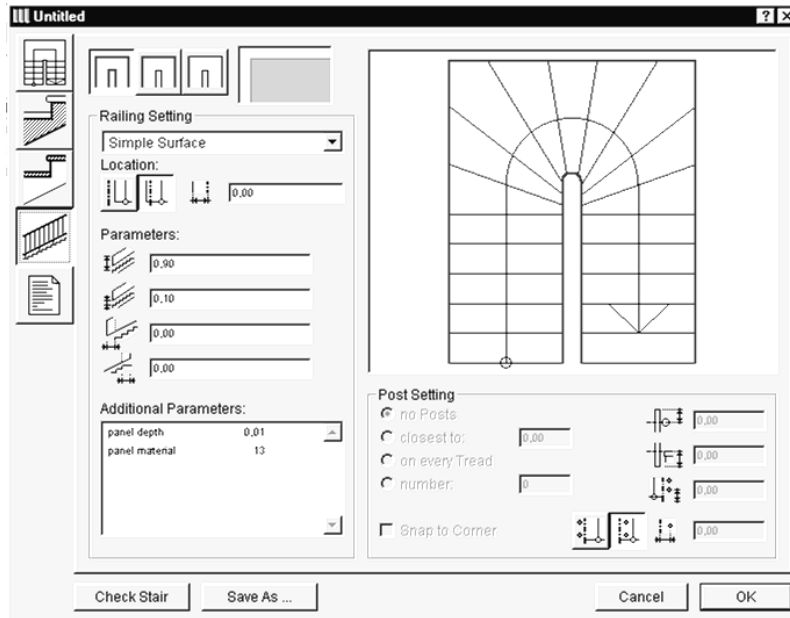 Untitled
Railing Setting
Simple Surface
Location:
0,00
Parameters:
0,90
0,10
0,00
0,00
Additional Parameters:
panel depth 0,01
panel material 13
Post Setting
no Posts
closest to: 0,00
on every Tread
number: 0
Snap to Corner
0,00
0,00
0,00
0,00
Check Stair
Save As ...
Cancel
OK